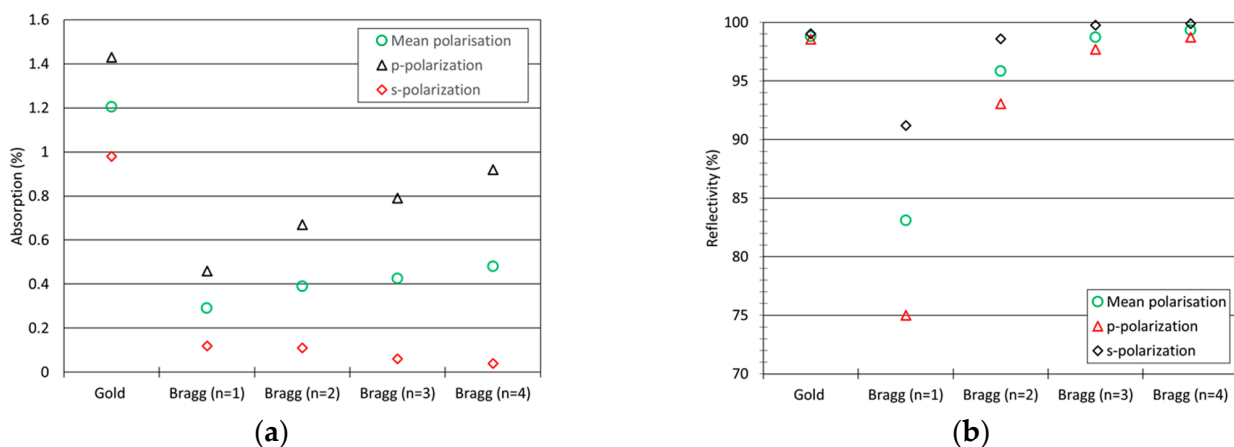 1.6
1.4
1.2
1
0.8
0.6
0.4
0.2
0
Absorption (%)
Mean polarisation
p-polarization
s-polarization
Gold Bragg (n=1) Bragg (n=2) Bragg (n=3) Bragg (n=4)
(a)
100
95
90
85
80
75
70
Reflectivity (%)
Mean polarisation
p-polarization
s-polarization
Gold Bragg (n=1) Bragg (n=2) Bragg (n=3) Bragg (n=4)
(b)